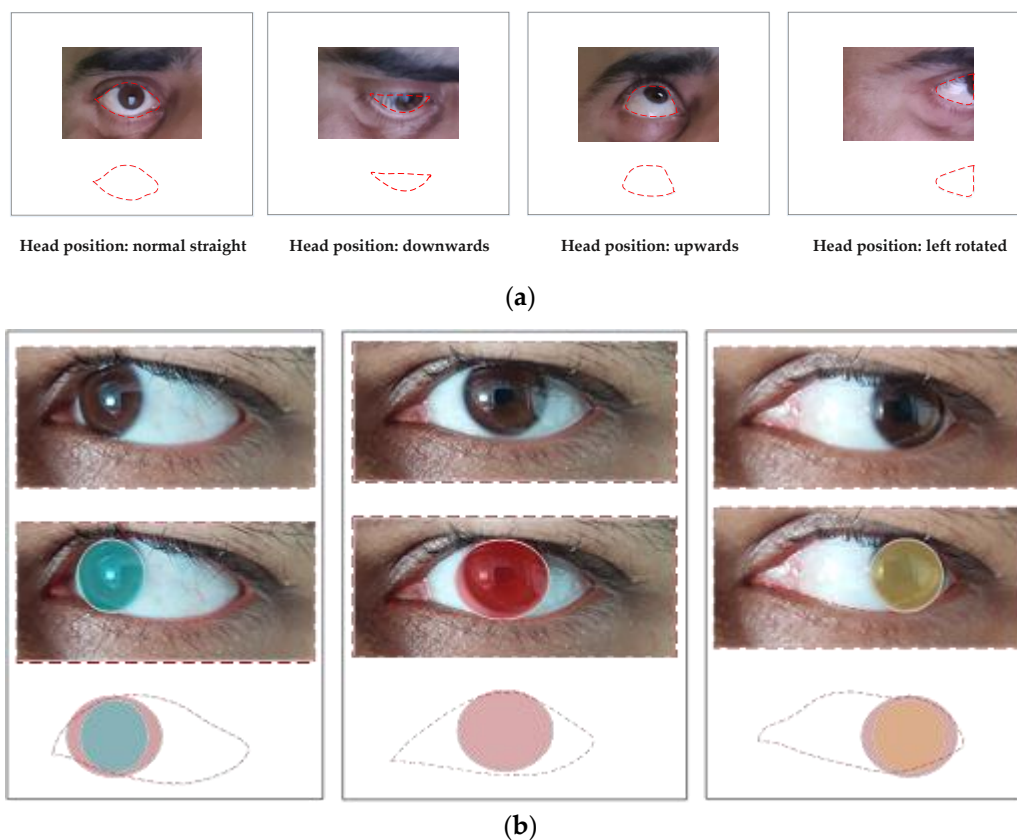 Head position: normal straight
Head position: downwards
Head position: upwards
Head position: left rotated
(a)
(b)